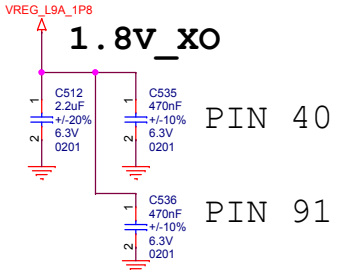 VREG_L9A_1P8
1.8V_XO
C512
2.2uF
+/-20%
6.3V
0201
1
2
C535
470nF
+/-10%
6.3V
0201
1
2
PIN 40
C536
470nF
+/-10%
6.3V
0201
1
2
PIN 91